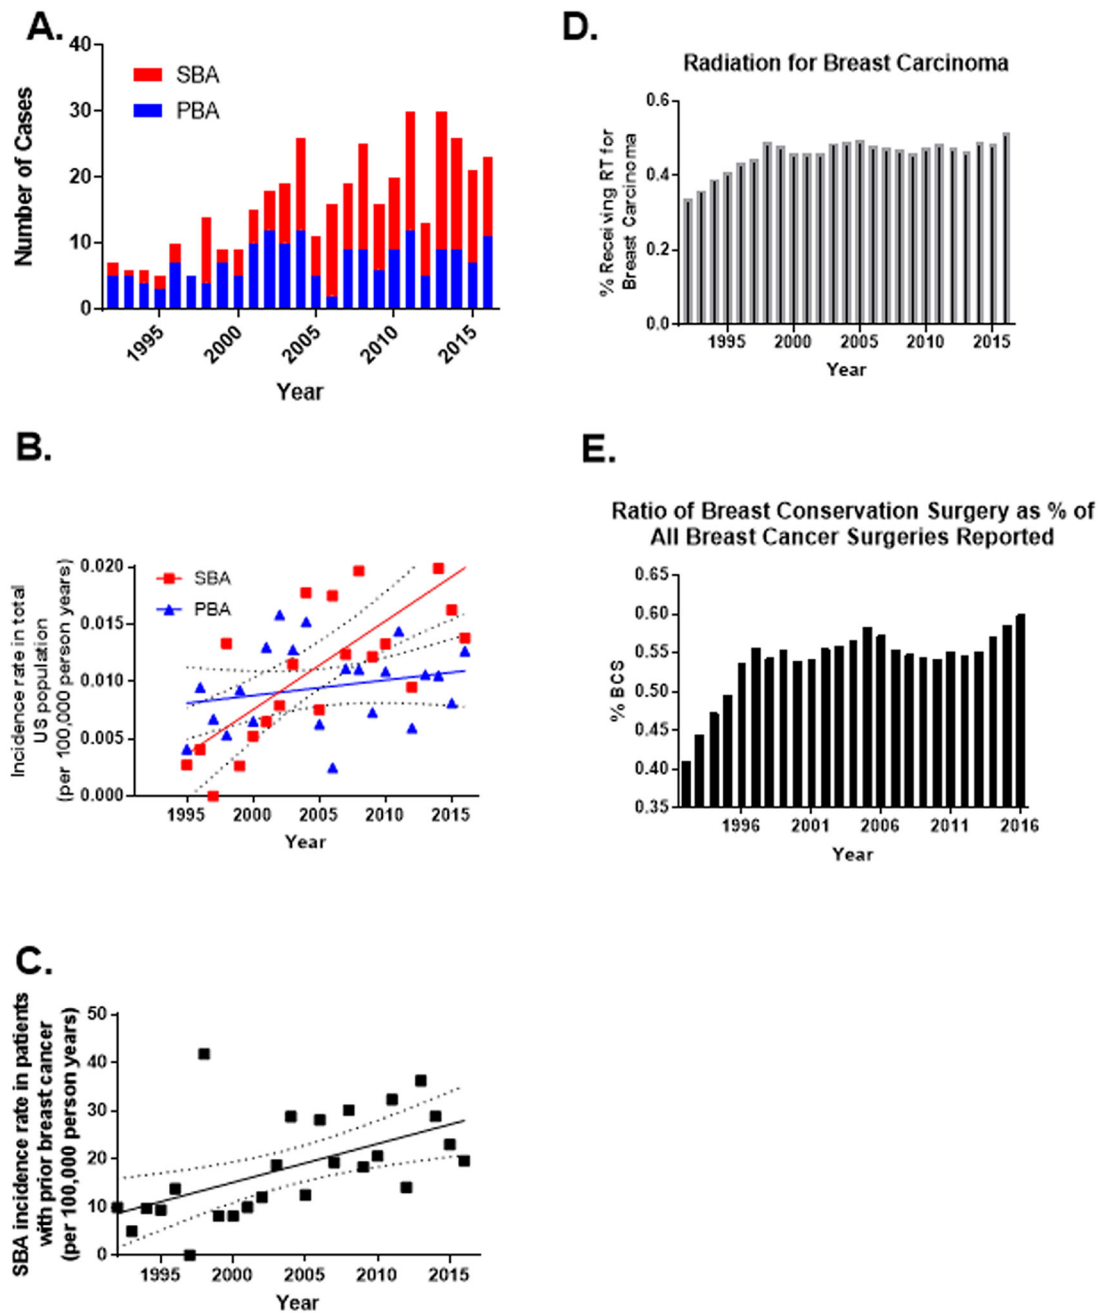 A.
40
30
20
10
0
Number of Cases
SBA
PBA
1995
2000
2005
2010
2015
Year
B.
0.020
0.015
0.010
0.005
0.000
Incidence rate in total
US population
(per 100,000 person years)
SBA
PBA
1995
2000
2005
2010
2015
Year
C.
50
40
30
20
10
0
SBA incidence rate in patients
with prior breast cancer
(per 100,000 person years)
1995
2000
2005
2010
2015
Year
D.
Radiation for Breast Carcinoma
0.6
0.4
0.2
0.0
% Receiving RT for
Breast Carcinoma
1995
2000
2005
2010
2015
Year
E.
Ratio of Breast Conservation Surgery as % of
All Breast Cancer Surgeries Reported
0.65
0.60
0.55
0.50
0.45
0.40
0.35
% BCS
1996
2001
2006
2011
2016
Year